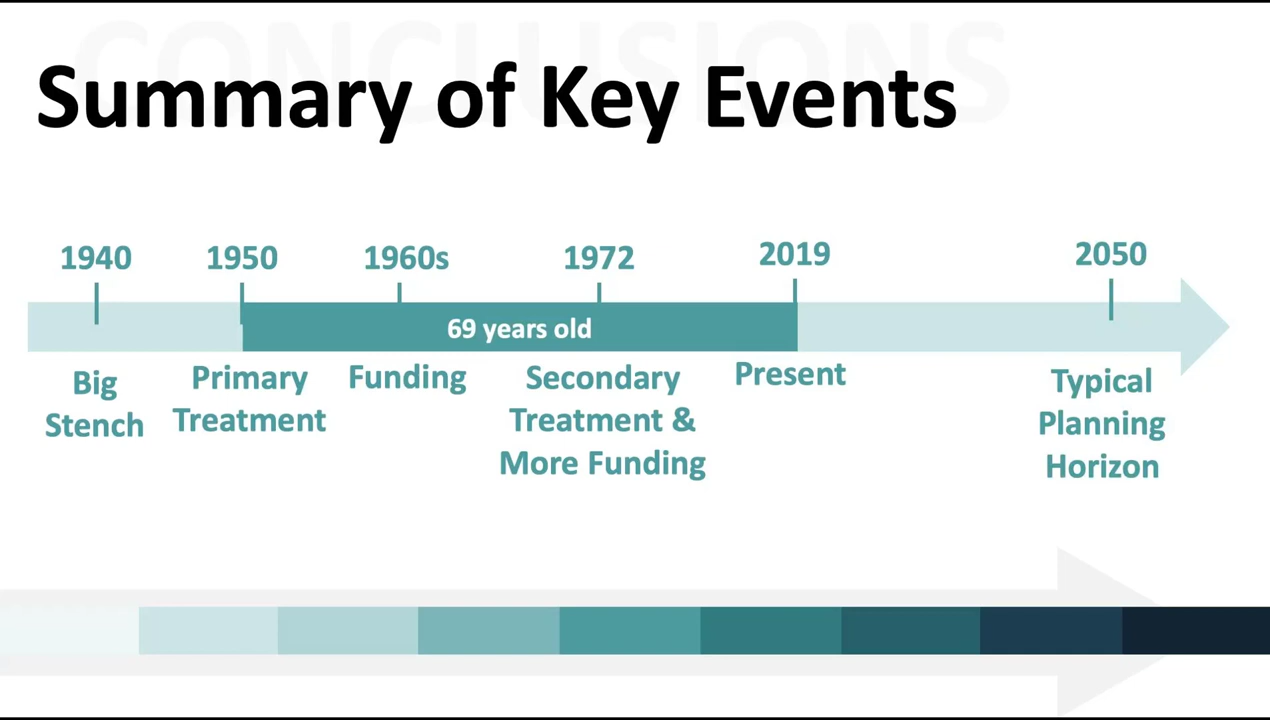 CONCLUSIONS
Summary of Key Events
1940 1950 1960s 1972 2019 2050
69 years old
Big Stench
Primary Treatment
Funding
Secondary Treatment & More Funding
Present
Typical Planning Horizon